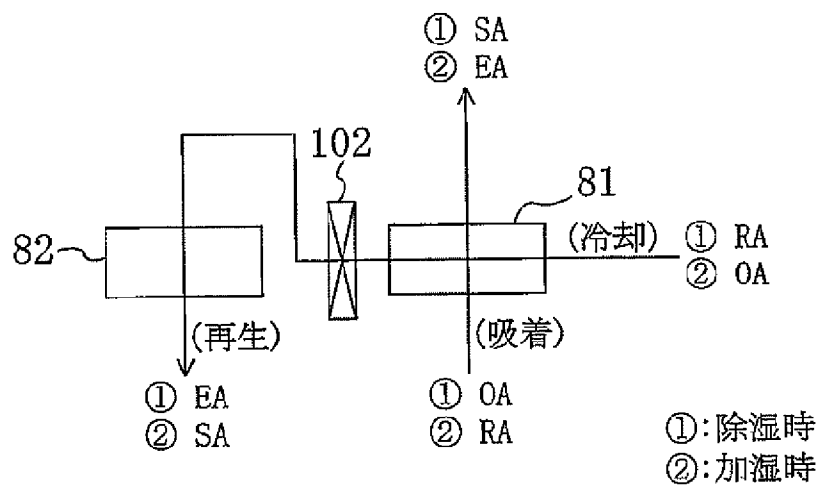 ① SA
② EA
102
81
82
(冷却)
① RA
② OA
(再生)
(吸着)
① EA
② SA
① OA
② RA
①:除湿時
②:加湿時